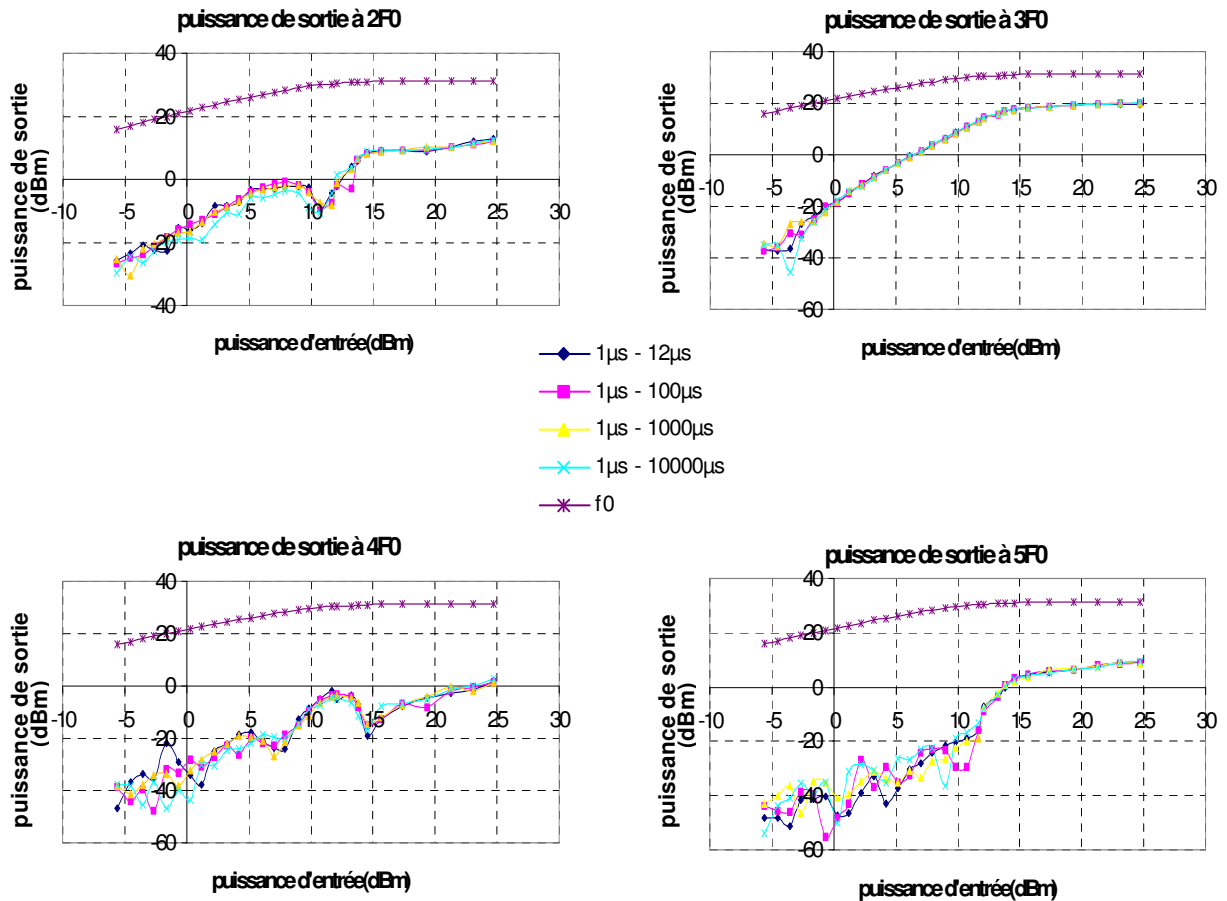 puissance de sortie à 2F0
puissance de sortie à 3F0
puissance de sortie
(dBm)
40
20
0
-20
-40
-10 -5 0 5 10 15 20 25 30
puissance d'entrée(dBm)
puissance de sortie
(dBm)
40
20
0
-20
-40
-60
-10 -5 0 5 10 15 20 25 30
puissance d'entrée(dBm)
1µs - 12µs
1µs - 100µs
1µs - 1000µs
1µs - 10000µs
f0
puissance de sortie à 4F0
puissance de sortie à 5F0
puissance de sortie
(dBm)
40
20
0
-20
-40
-60
-10 -5 0 5 10 15 20 25 30
puissance d'entrée(dBm)
puissance de sortie
(dBm)
40
20
0
-20
-40
-60
-10 -5 0 5 10 15 20 25 30
puissance d'entrée(dBm)